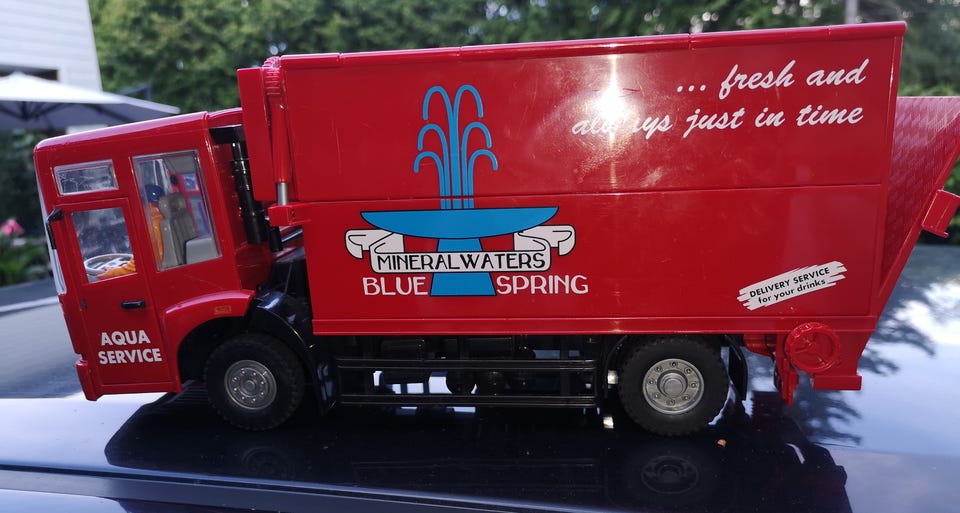 ... fresh and
always just in time
MINERALWATERS
BLUE SPRING
DELIVERY SERVICE
for your drinks
AQUA
SERVICE